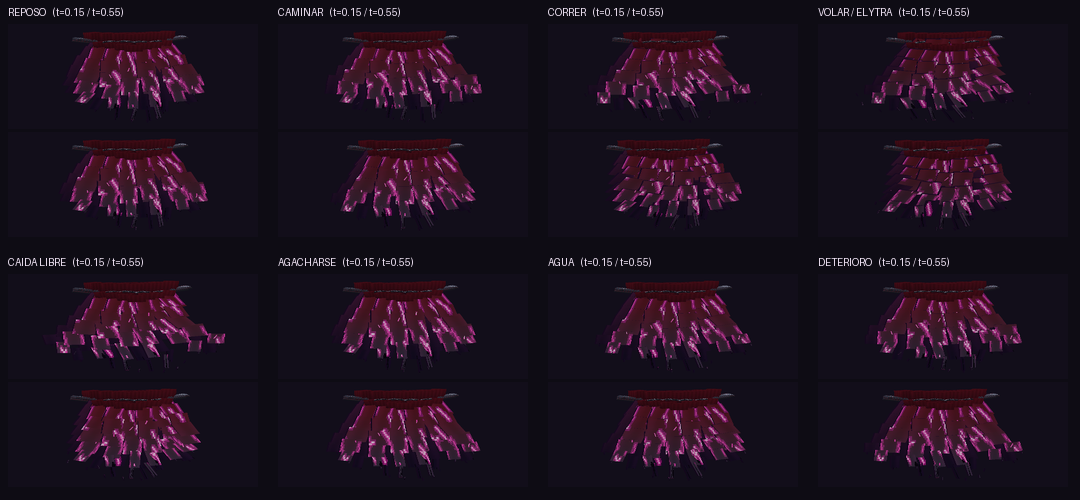 REPOSO (t=0.15 / t=0.55)
CAMINAR (t=0.15 / t=0.55)
CORRER (t=0.15 / t=0.55)
VOLAR / ELYTRA (t=0.15 / t=0.55)
CAIDA LIBRE (t=0.15 / t=0.55)
AGACHARSE (t=0.15 / t=0.55)
AGUA (t=0.15 / t=0.55)
DETERIORO (t=0.15 / t=0.55)